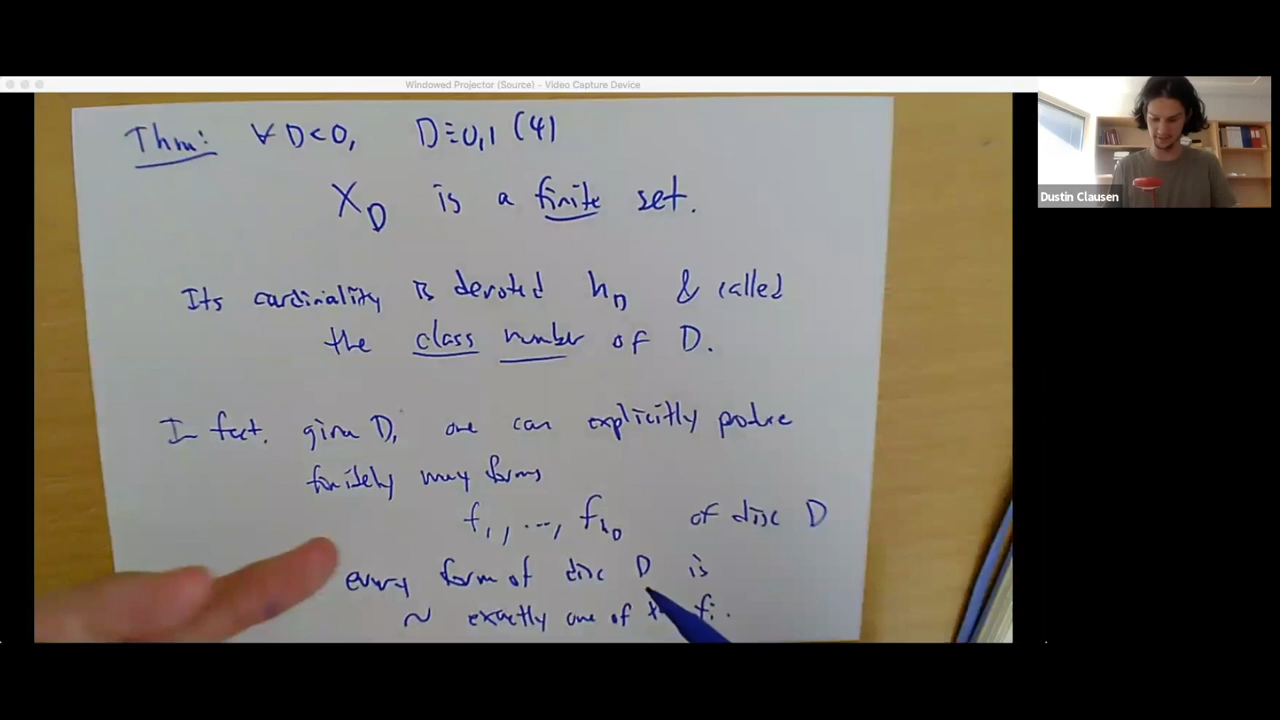 Windowed Projector (Source) - Video Capture Device
Thm: ∀ D<0, D≡0,1 (4)
X_D is a finite set.
Its cardinality is denoted h_D & called
the class number of D.
In fact, given D, one can explicitly produce
finitely many forms
f_1, ..., f_{h_D} of disc D
every form of disc D is
~ exactly one of f_i.
Dustin Clausen